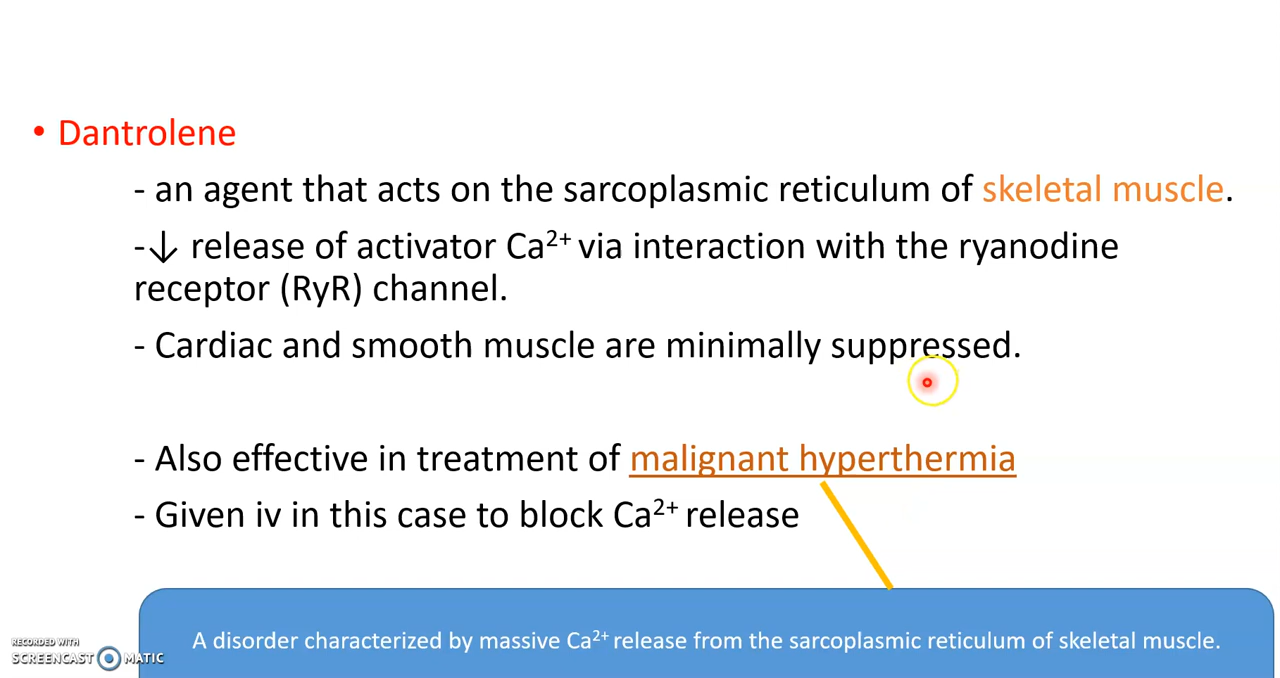 • Dantrolene
- an agent that acts on the sarcoplasmic reticulum of skeletal muscle.
-↓ release of activator Ca²⁺ via interaction with the ryanodine
receptor (RyR) channel.
- Cardiac and smooth muscle are minimally suppressed.
- Also effective in treatment of malignant hyperthermia
- Given iv in this case to block Ca²⁺ release
A disorder characterized by massive Ca²⁺ release from the sarcoplasmic reticulum of skeletal muscle.
RECORDED WITH
SCREENCAST MATIC